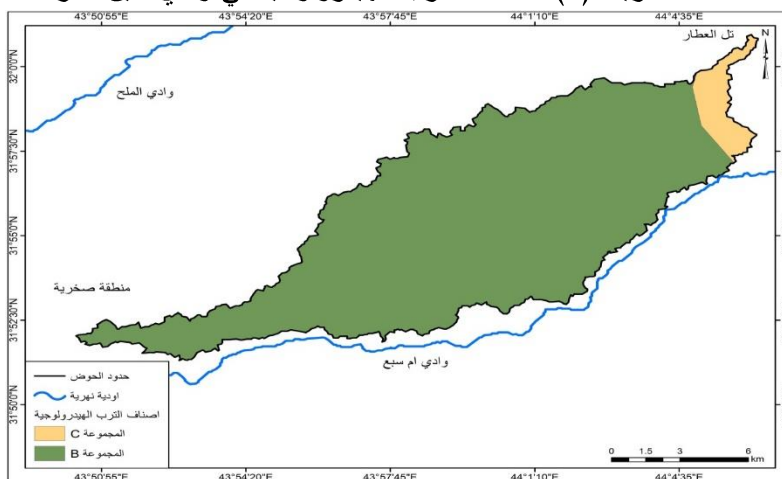 43°50'55"E 43°54'20"E 43°57'45"E 44°1'10"E 44°4'35"E
تل العطار
N
32°0'0"N
وادي الملح
31°57'30"N
31°55'0"N
منطقة صخرية
31°52'30"N
وادي ام سبع
حدود الحوض
اودية نهرية
31°50'0"N
اصناف الترب الهيدرولوجية
المجموعة C
المجموعة B
0 1.5 3 6
km
43°50'55"E 43°54'20"E 43°57'45"E 44°1'10"E 44°4'35"E